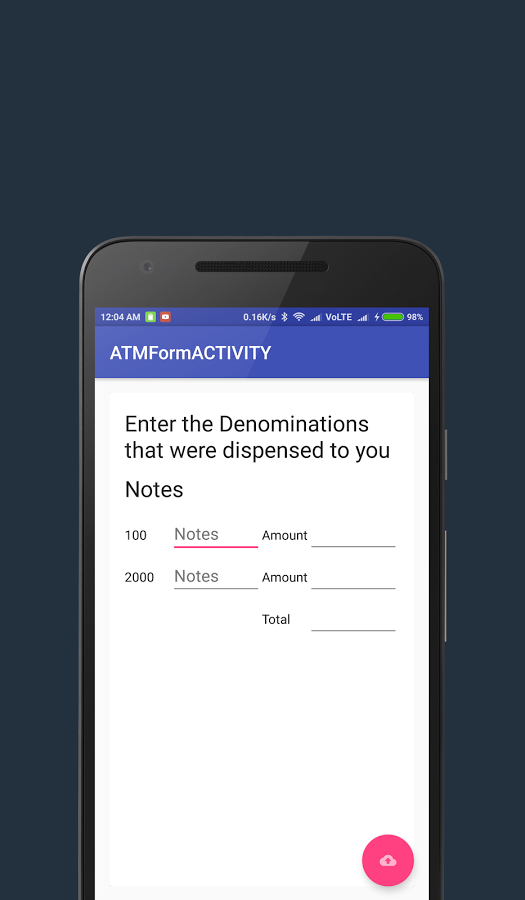 12:04 AM 0.16K/s VoLTE 98%
ATMFormACTIVITY
Enter the Denominations
that were dispensed to you
Notes
100 Notes Amount
2000 Notes Amount
Total